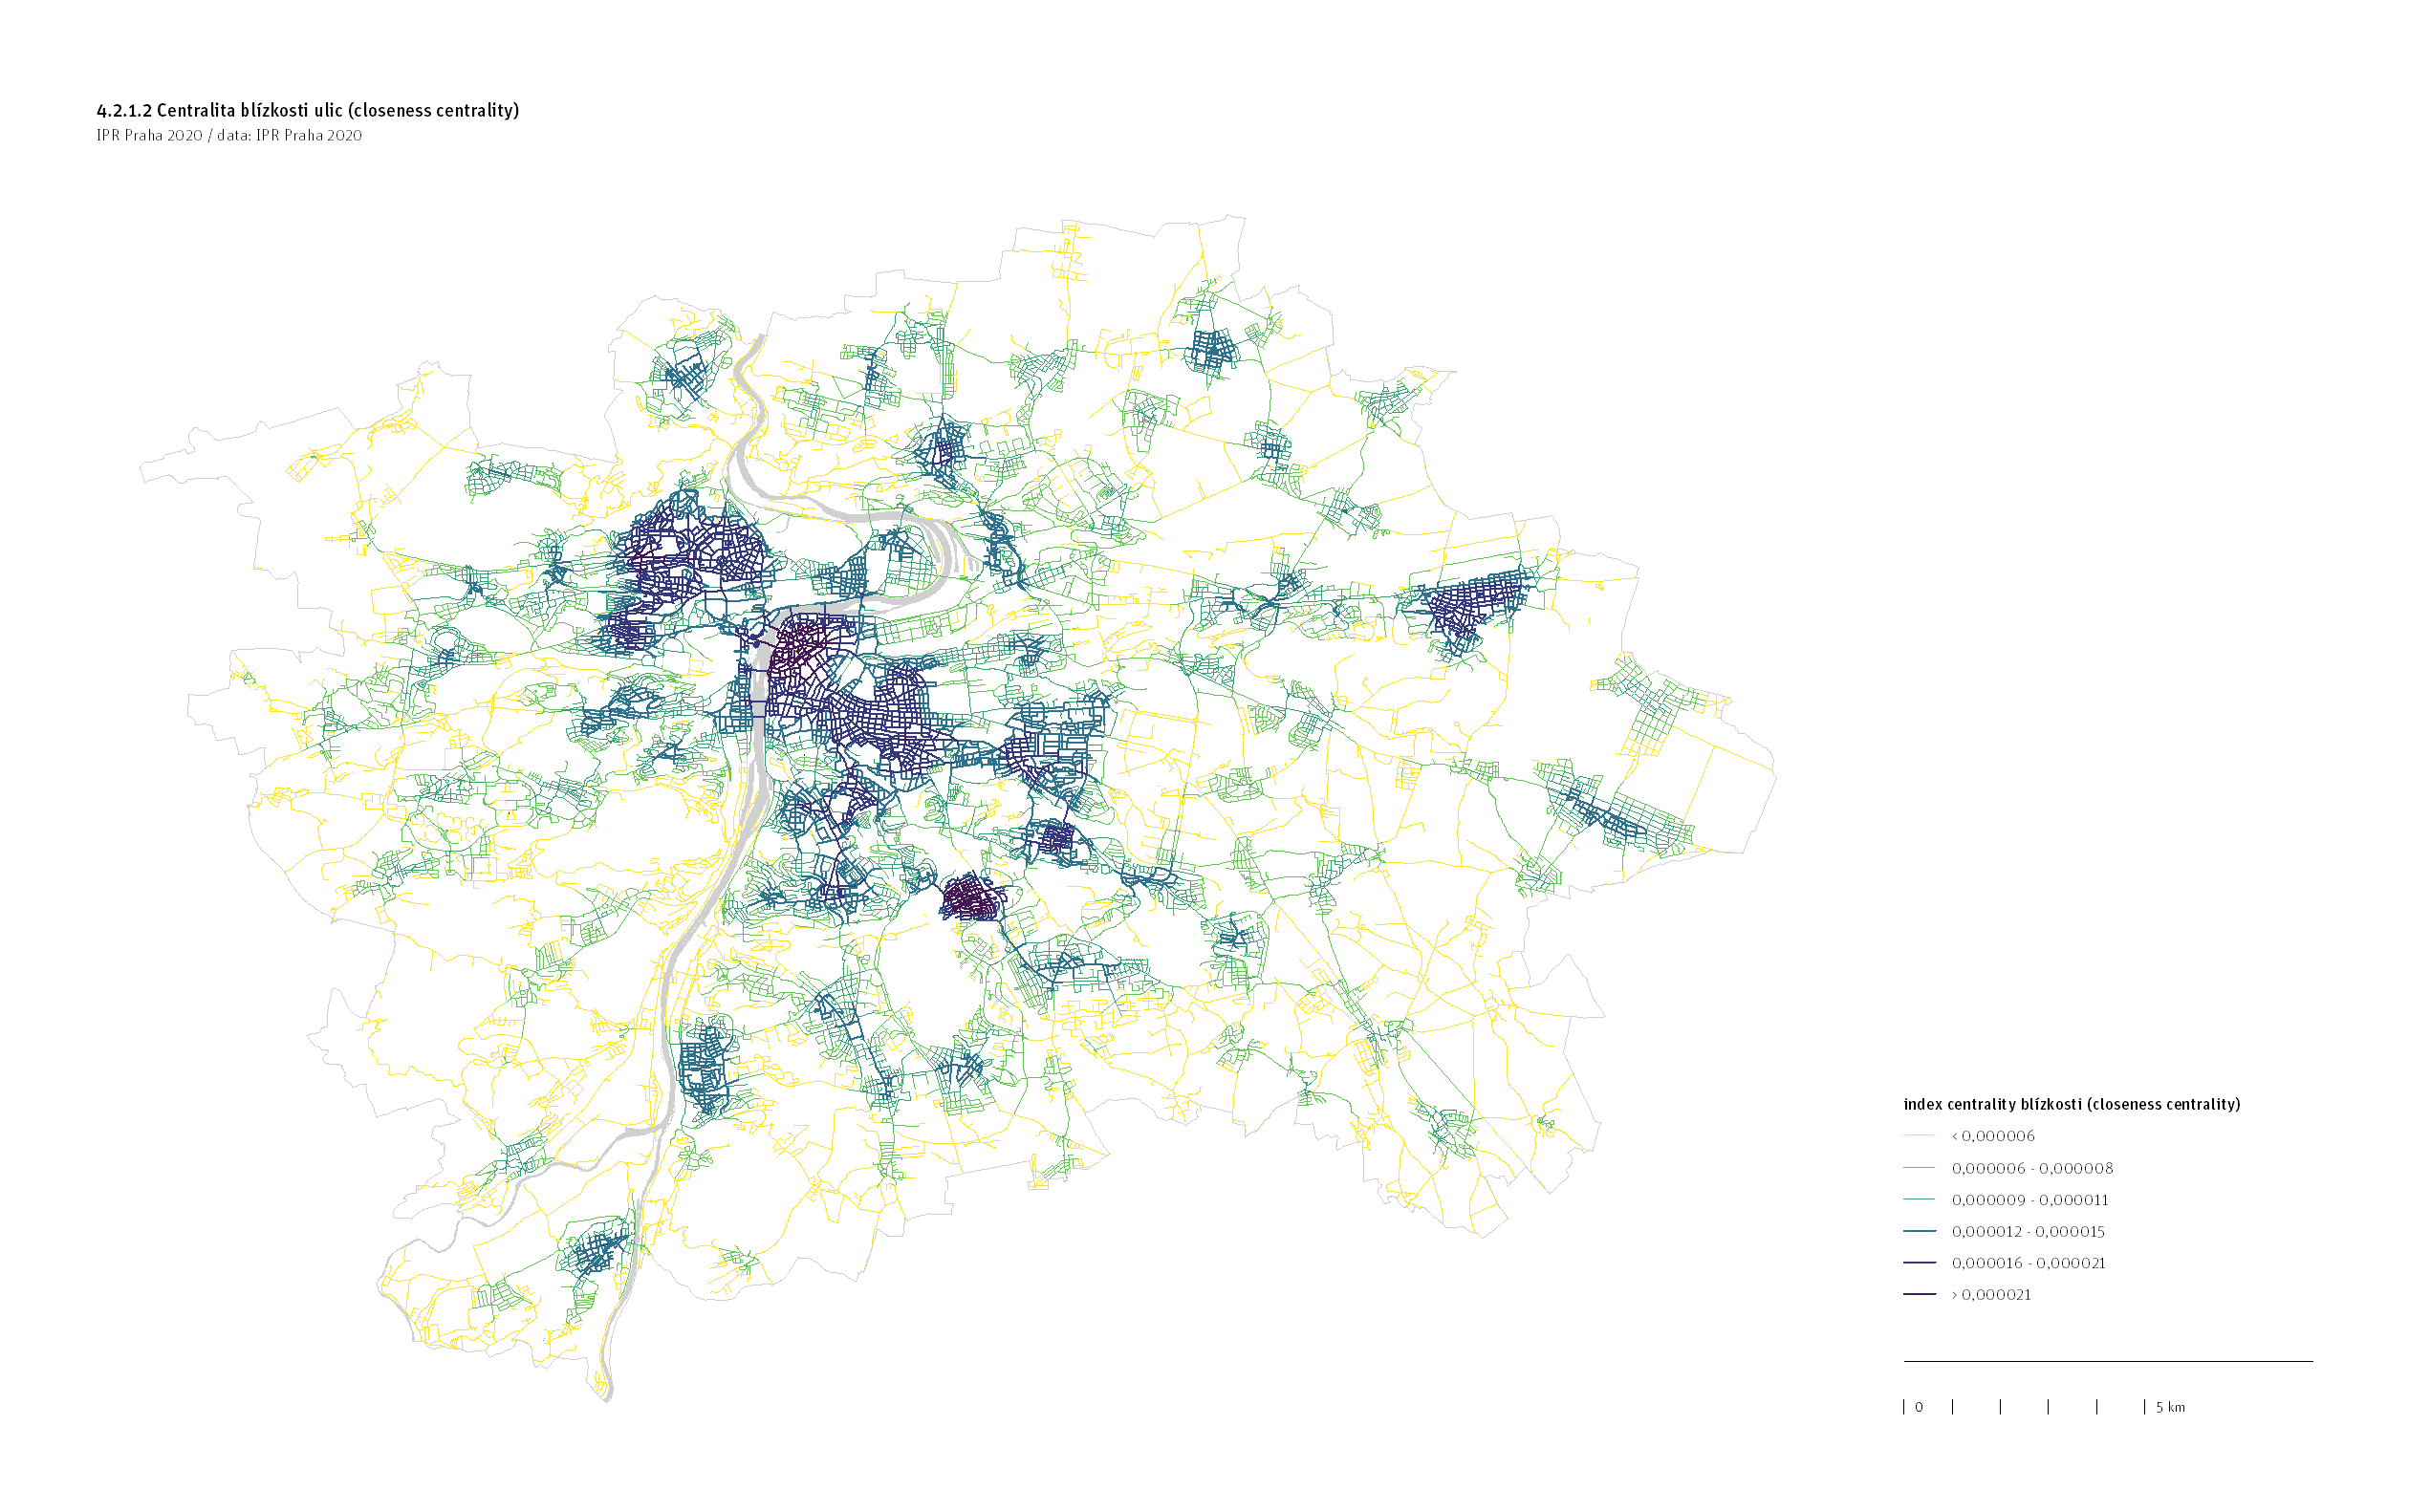 4.2.1.2 Centralita blízkosti ulic (closeness centrality)
IPR Praha 2020 / data: IPR Praha 2020
index centrality blízkosti (closeness centrality)
< 0,000006
0,000006 - 0,000008
0,000009 - 0,000011
0,000012 - 0,000015
0,000016 - 0,000021
> 0,000021
0 5 km